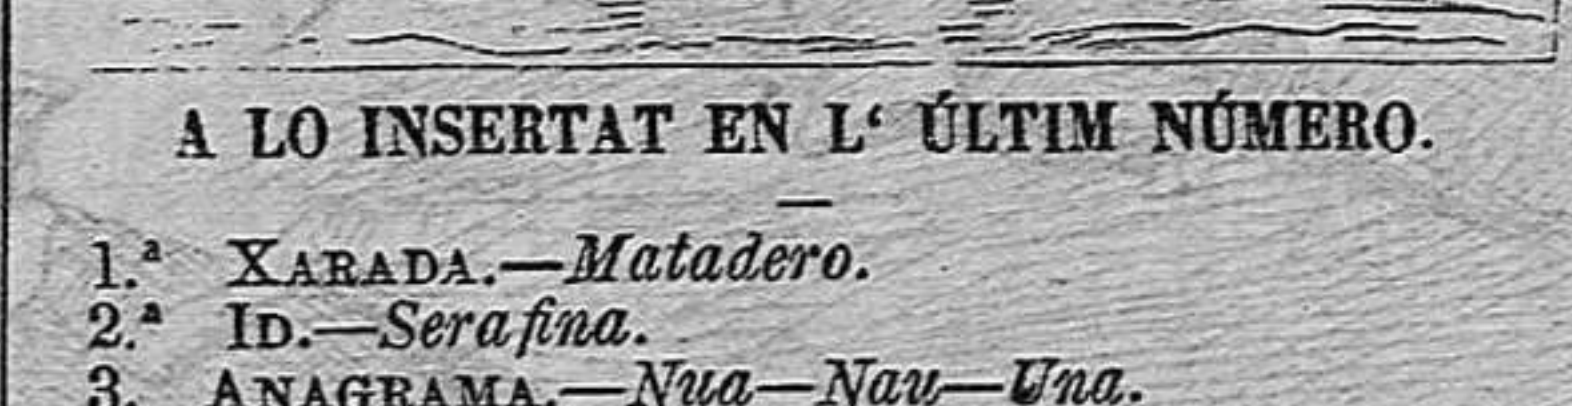 A LO INSERTAT EN L‘ ÚLTIM NÚMERO.
1.ª XARADA.—Matadero.
2.ª ID.—Serafina.
3. ANAGRAMA.—Nua—Nau—Una.